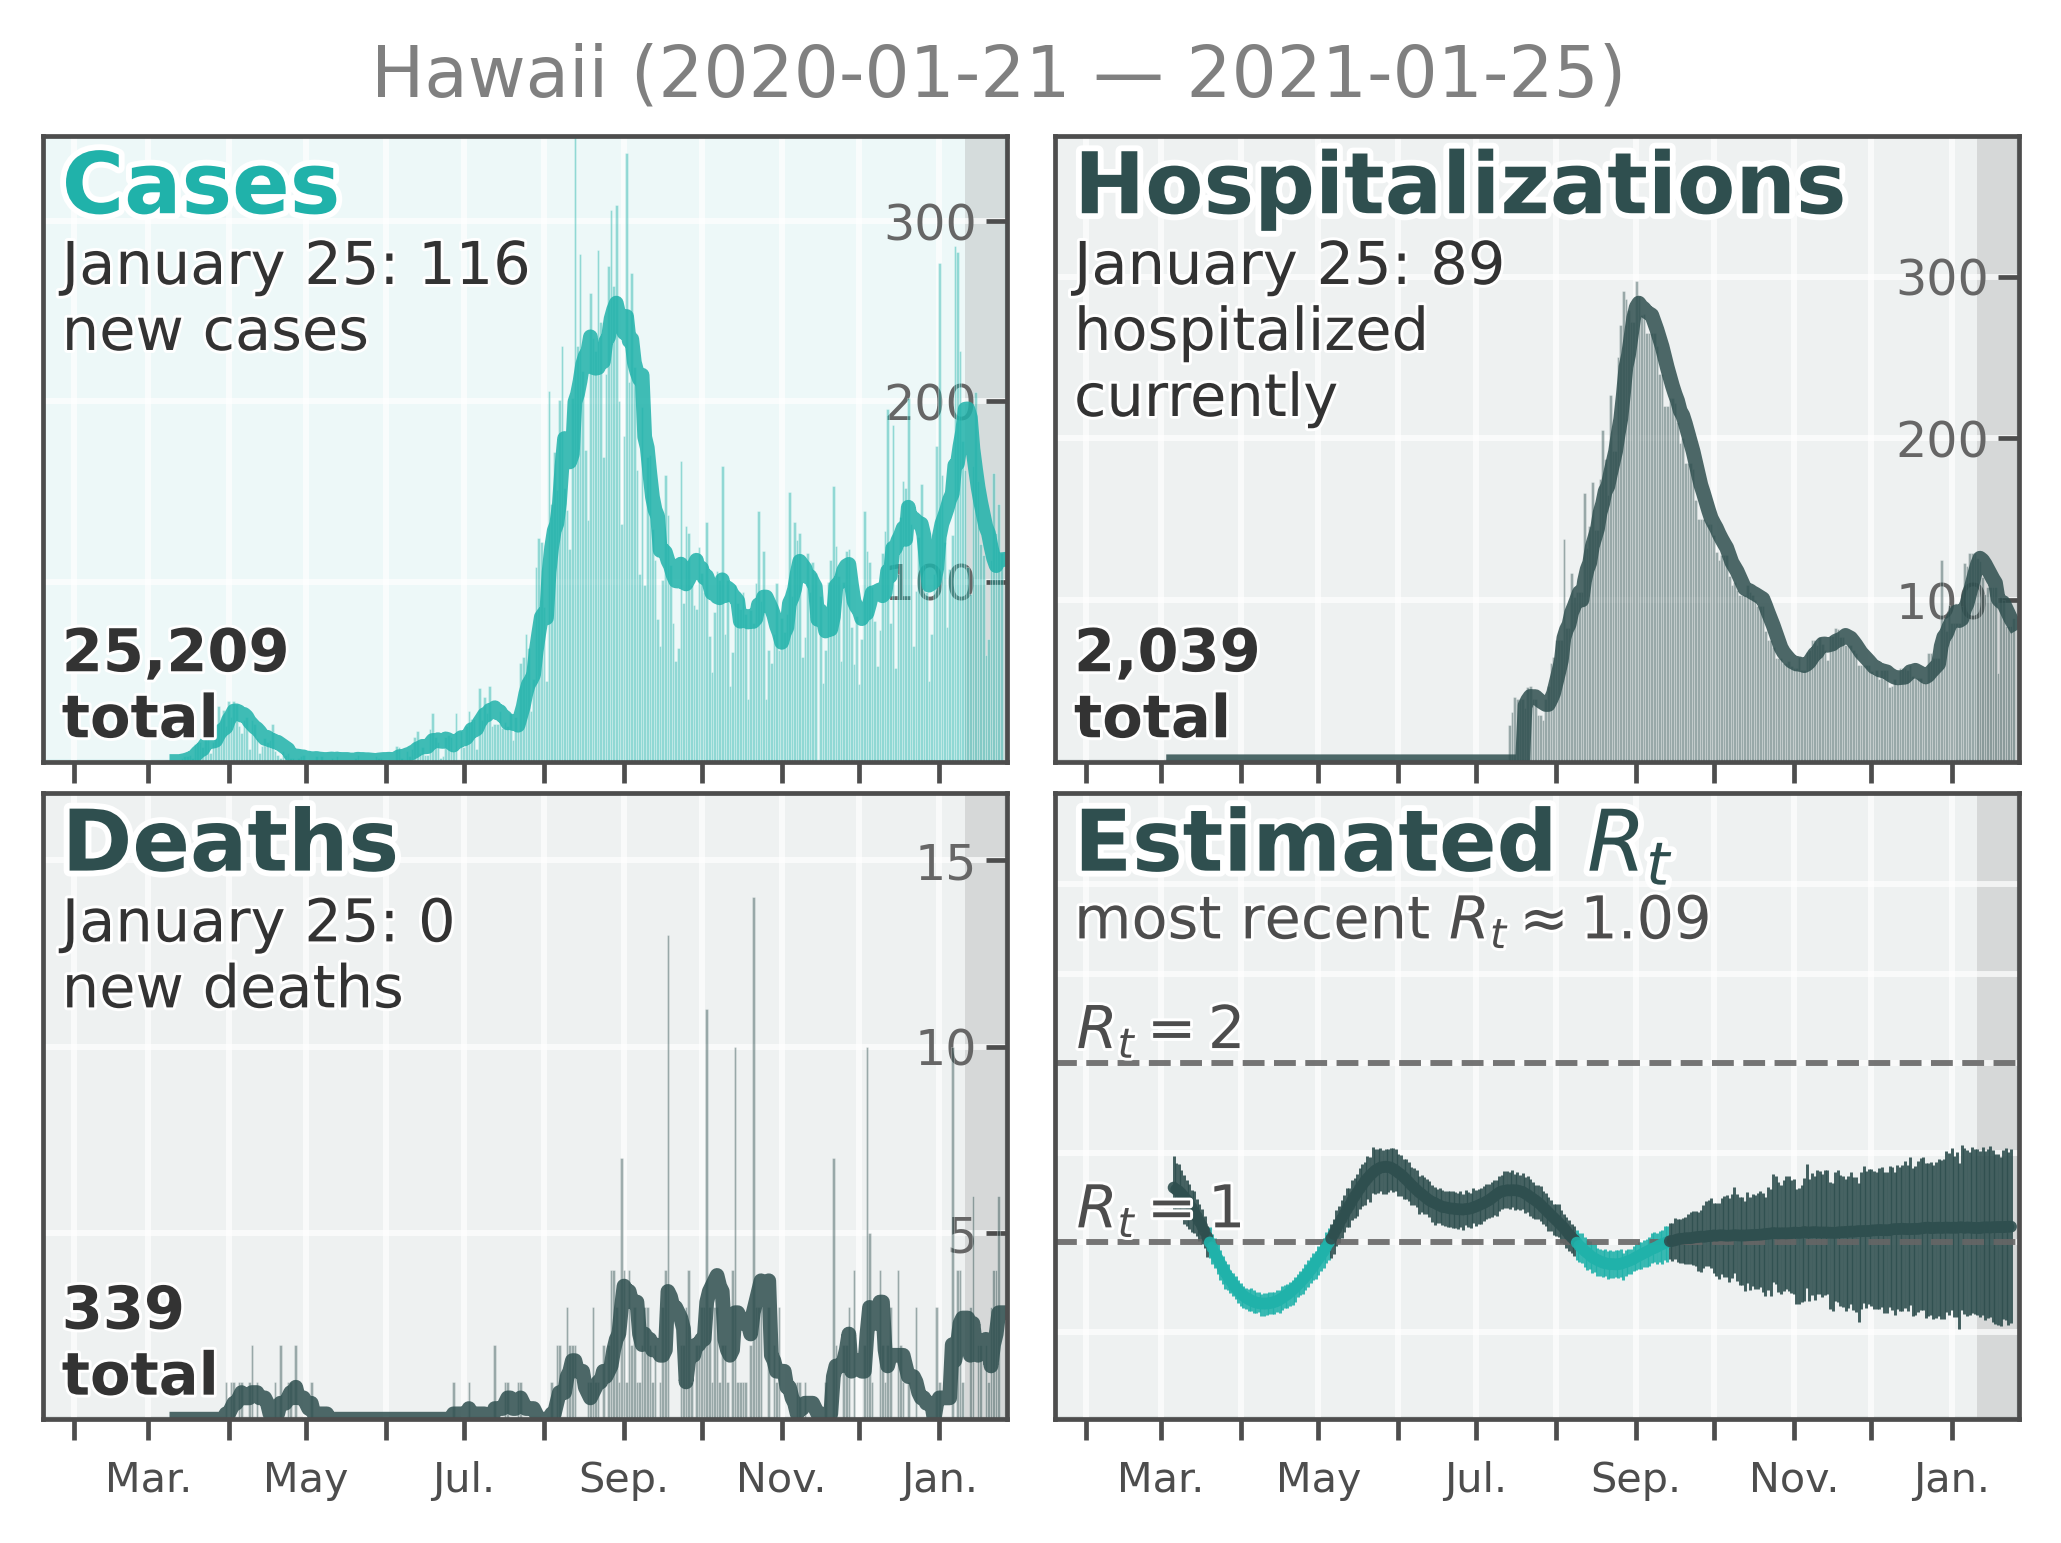 Hawaii (2020-01-21 — 2021-01-25)
Cases
January 25: 116
new cases
300
200
100
25,209
total
Hospitalizations
January 25: 89
hospitalized
currently
300
200
100
2,039
total
Deaths
January 25: 0
new deaths
15
10
5
339
total
Mar. May Jul. Sep. Nov. Jan.
Estimated Rt
most recent Rt ≈ 1.09
Rt = 2
Rt = 1
Mar. May Jul. Sep. Nov. Jan.